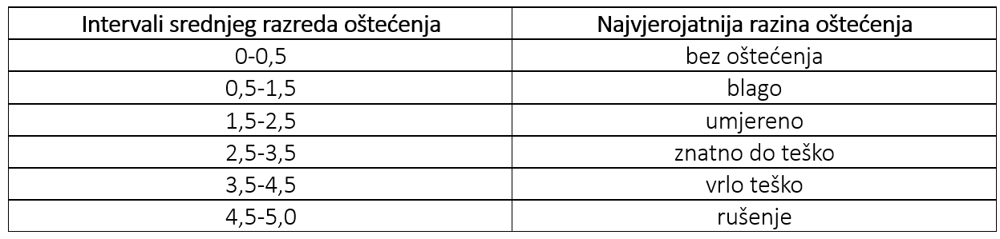 Intervali srednjeg razreda oštećenja Najvjerojatnija razina oštećenja
0-0,5 bez oštećenja
0,5-1,5 blago
1,5-2,5 umjereno
2,5-3,5 znatno do teško
3,5-4,5 vrlo teško
4,5-5,0 rušenje